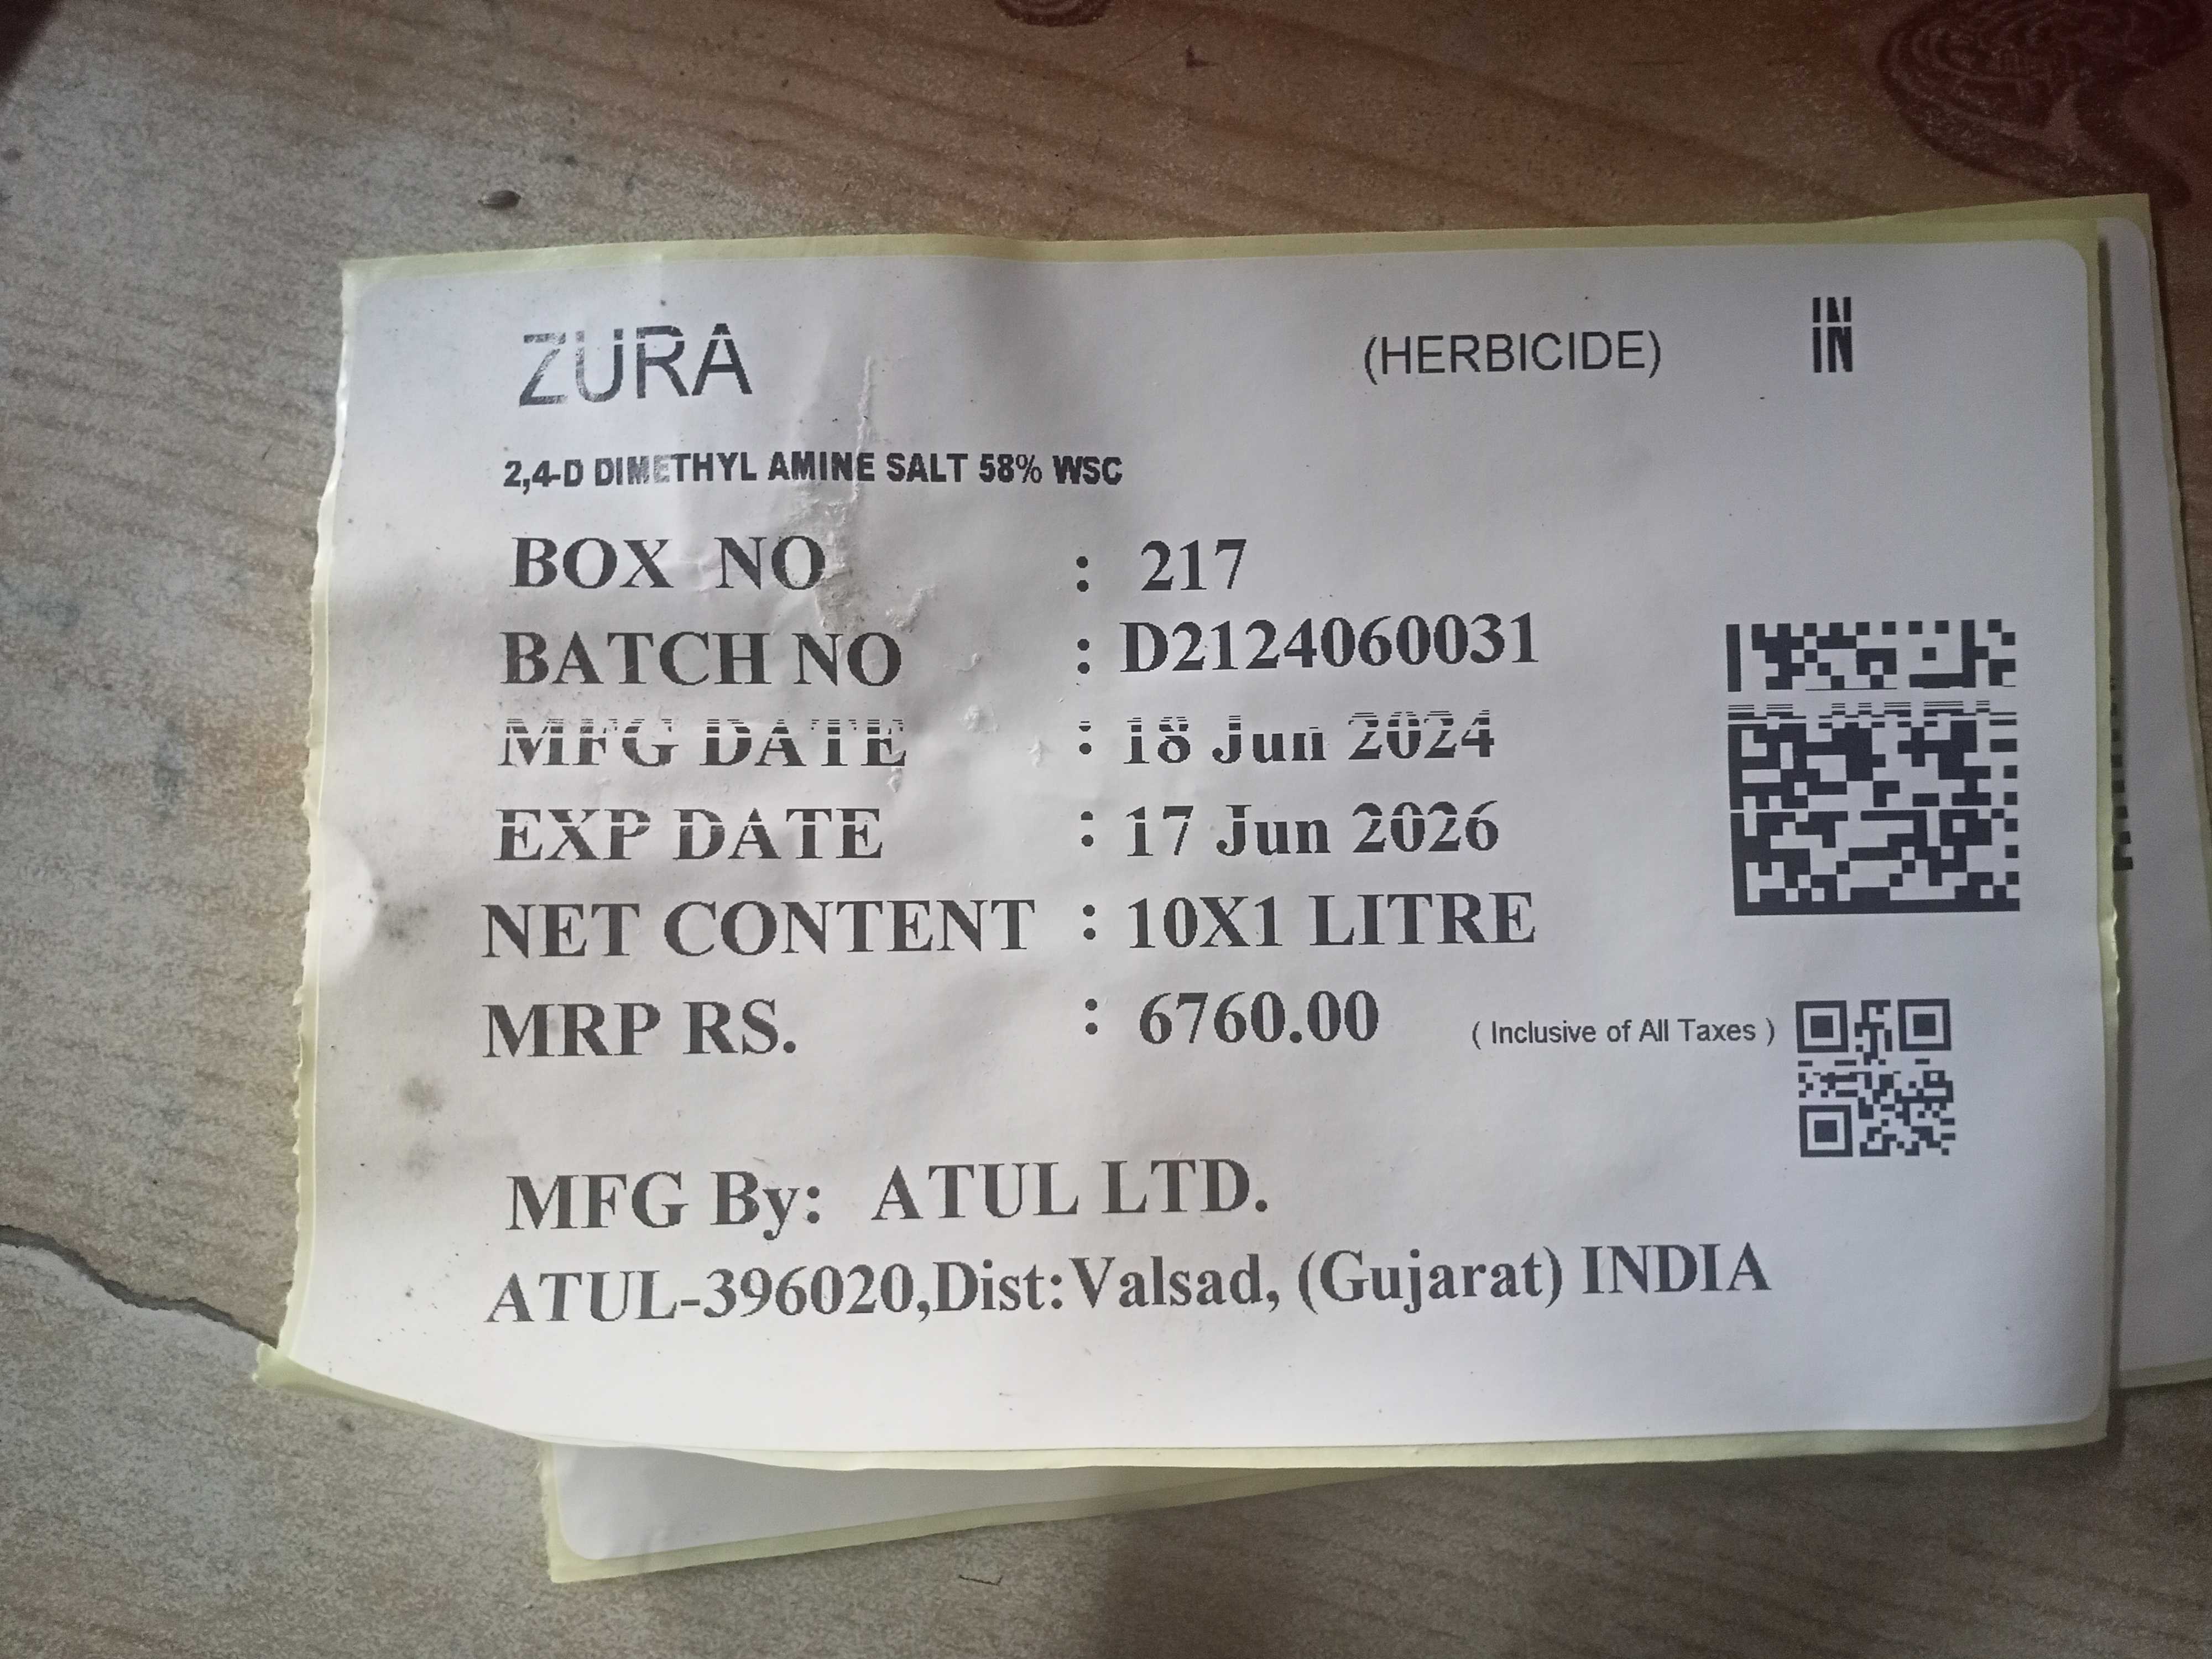 ZURA (HERBICIDE) IN
2,4-D DIMETHYL AMINE SALT 58% WSC
BOX NO : 217
BATCH NO : D2124060031
MFG DATE : 18 Jun 2024
EXP DATE : 17 Jun 2026
NET CONTENT : 10X1 LITRE
MRP RS. : 6760.00 ( Inclusive of All Taxes )
MFG By: ATUL LTD.
ATUL-396020,Dist:Valsad, (Gujarat) INDIA